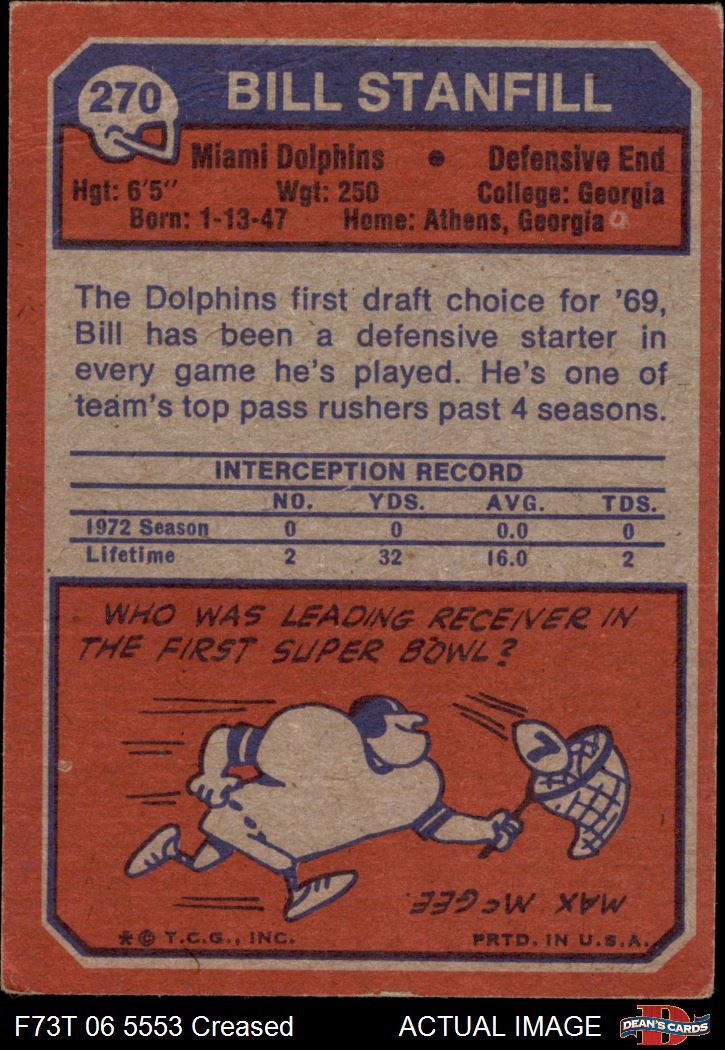 270
BILL STANFILL
Miami Dolphins • Defensive End
Hgt: 6'5" Wgt: 250 College: Georgia
Born: 1-13-47 Home: Athens, Georgia
The Dolphins first draft choice for '69,
Bill has been a defensive starter in
every game he's played. He's one of
team's top pass rushers past 4 seasons.
INTERCEPTION RECORD
NO. YDS. AVG. TDS.
1972 Season 0 0 0.0 0
Lifetime 2 32 16.0 2
WHO WAS LEADING RECEIVER IN
THE FIRST SUPER BOWL?
7
MAX McGEE.
*© T.C.G., INC. PRTD. IN U.S.A.
F73T 06 5553 Creased ACTUAL IMAGE
D
DEAN'S CARDS